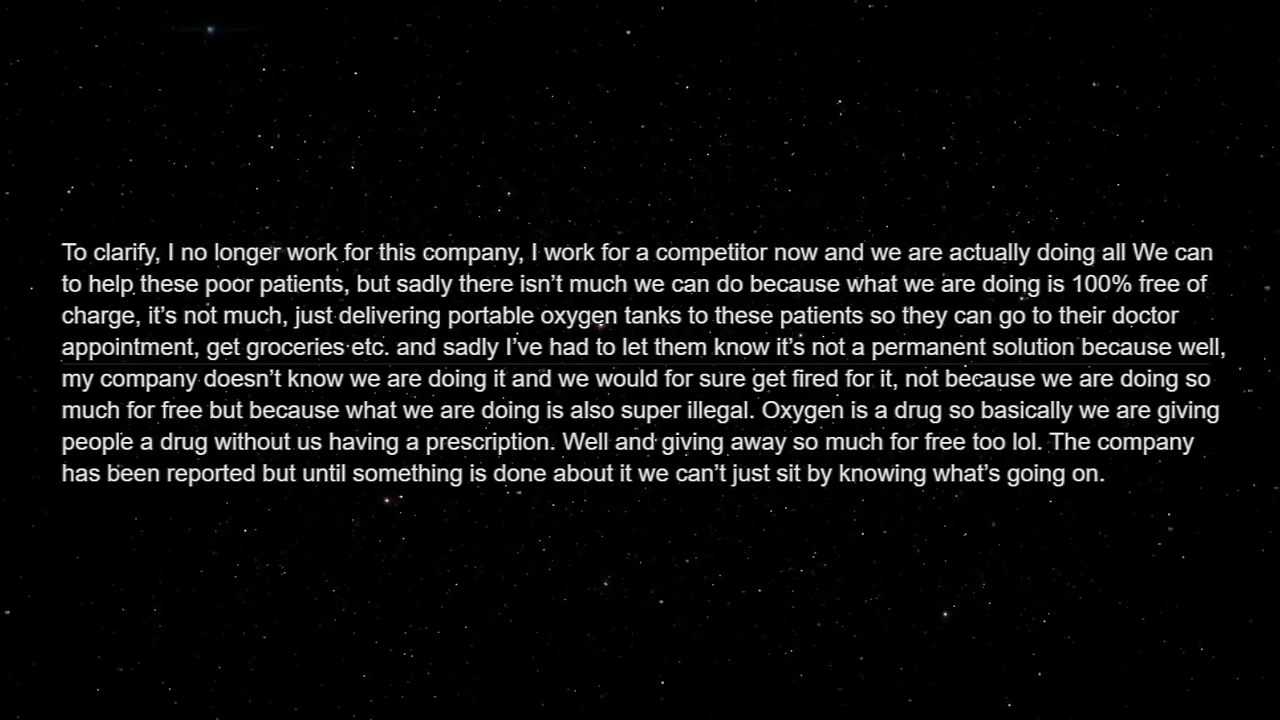 To clarify, I no longer work for this company, I work for a competitor now and we are actually doing all We can
to help these poor patients, but sadly there isn’t much we can do because what we are doing is 100% free of
charge, it’s not much, just delivering portable oxygen tanks to these patients so they can go to their doctor
appointment, get groceries etc. and sadly I’ve had to let them know it’s not a permanent solution because well,
my company doesn’t know we are doing it and we would for sure get fired for it, not because we are doing so
much for free but because what we are doing is also super illegal. Oxygen is a drug so basically we are giving
people a drug without us having a prescription. Well and giving away so much for free too lol. The company
has been reported but until something is done about it we can’t just sit by knowing what’s going on.